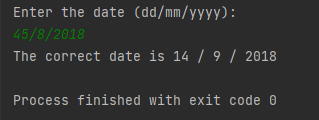 Enter the date (dd/mm/yyyy):
45/8/2018
The correct date is 14 / 9 / 2018
Process finished with exit code 0